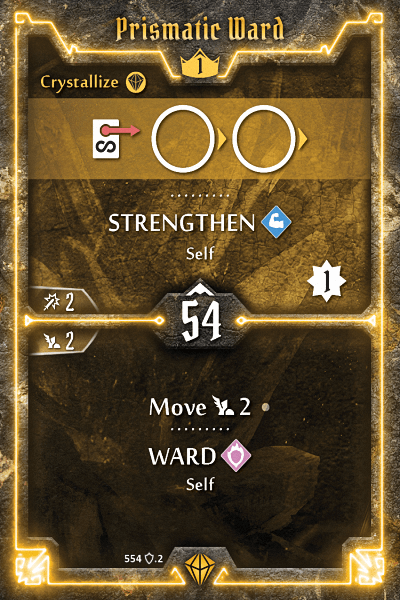 Prismatic Ward
1
Crystallize
STRENGTHEN
Self
1
2
54
2
Move 2
WARD
Self
554 .2